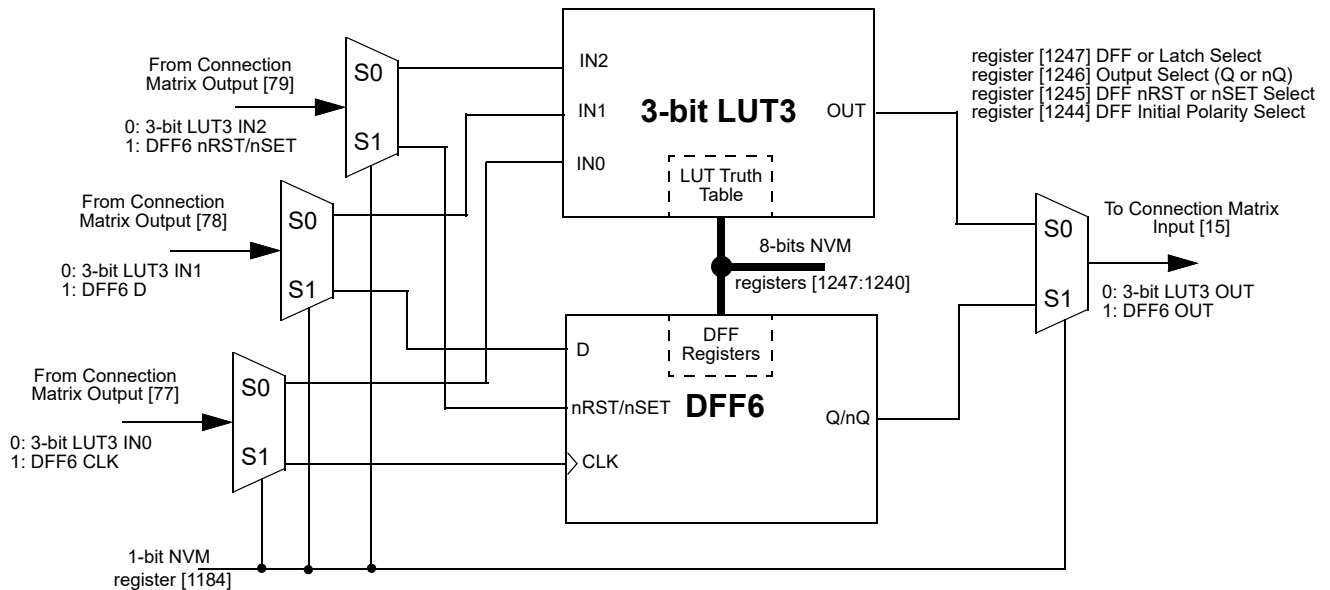 From Connection
Matrix Output [79]
0: 3-bit LUT3 IN2
1: DFF6 nRST/nSET
S0
S1
From Connection
Matrix Output [78]
0: 3-bit LUT3 IN1
1: DFF6 D
S0
S1
From Connection
Matrix Output [77]
0: 3-bit LUT3 IN0
1: DFF6 CLK
S0
S1
1-bit NVM
register [1184]
IN2
IN1
IN0
3-bit LUT3
OUT
LUT Truth
Table
8-bits NVM
registers [1247:1240]
DFF
Registers
D
nRST/nSET
CLK
DFF6
Q/nQ
register [1247] DFF or Latch Select
register [1246] Output Select (Q or nQ)
register [1245] DFF nRST or nSET Select
register [1244] DFF Initial Polarity Select
S0
S1
To Connection Matrix
Input [15]
0: 3-bit LUT3 OUT
1: DFF6 OUT